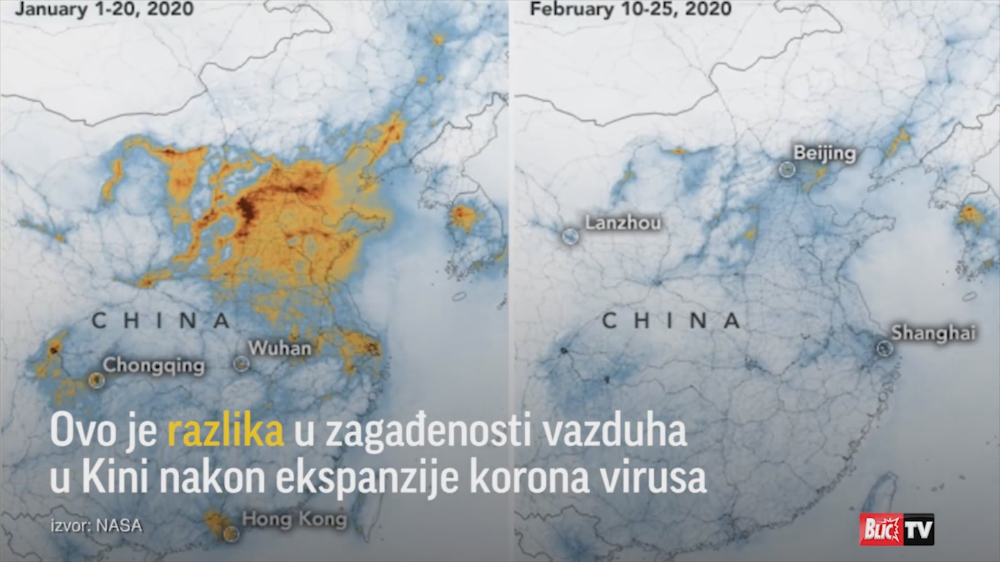 January 1-20, 2020
February 10-25, 2020
Beijing
Lanzhou
CHINA
CHINA
Shanghai
Wuhan
Chongqing
Ovo je razlika u zagađenosti vazduha
u Kini nakon ekspanzije korona virusa
Hong Kong
izvor: NASA
BLIC TV